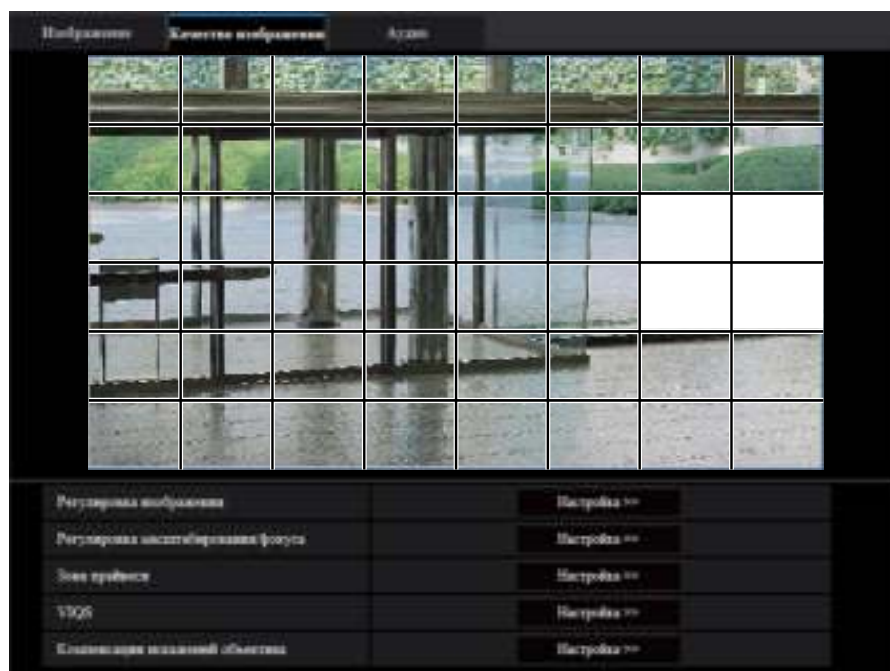 Изображение Качество изображения Аудио
Регулировка изображения Настройка >>
Регулировка масштабирования/фокуса Настройка >>
Зона прайвеси Настройка >>
VIQS Настройка >>
Компенсация искажений объектива Настройка >>